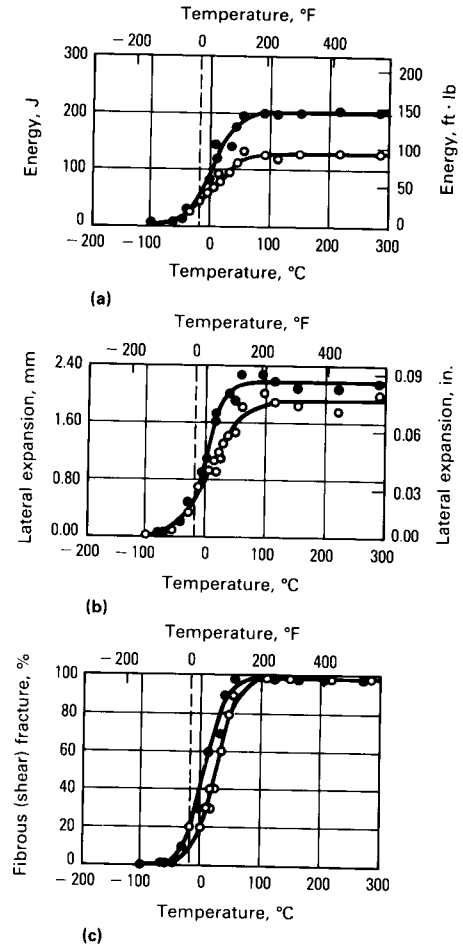 Temperature, °F
−200 0 200 400
300
200
100
0
Energy, J
200
150
100
50
0
Energy, ft · lb
−200 −100 0 100 200 300
Temperature, °C
(a)
Temperature, °F
−200 0 200 400
2.40
1.60
0.80
0.00
Lateral expansion, mm
0.09
0.06
0.03
0.00
Lateral expansion, in.
−200 −100 0 100 200 300
Temperature, °C
(b)
Temperature, °F
−200 0 200 400
100
80
60
40
20
0
Fibrous (shear) fracture, %
−200 −100 0 100 200 300
Temperature, °C
(c)